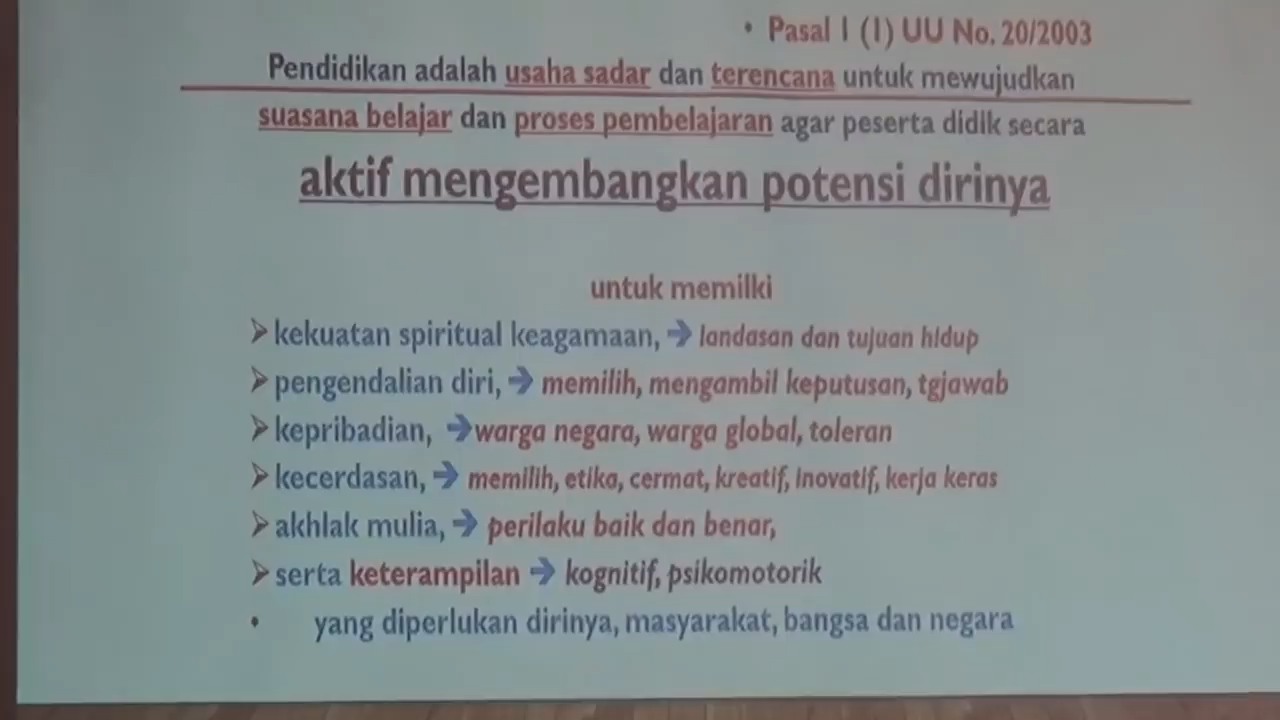 • Pasal 1 (1) UU No. 20/2003
Pendidikan adalah usaha sadar dan terencana untuk mewujudkan
suasana belajar dan proses pembelajaran agar peserta didik secara
aktif mengembangkan potensi dirinya
untuk memilki
➢ kekuatan spiritual keagamaan, → landasan dan tujuan hidup
➢ pengendalian diri, → memilih, mengambil keputusan, tgjawab
➢ kepribadian, → warga negara, warga global, toleran
➢ kecerdasan, → memilih, etika, cermat, kreatif, inovatif, kerja keras
➢ akhlak mulia, → perilaku baik dan benar,
➢ serta keterampilan → kognitif, psikomotorik
• yang diperlukan dirinya, masyarakat, bangsa dan negara